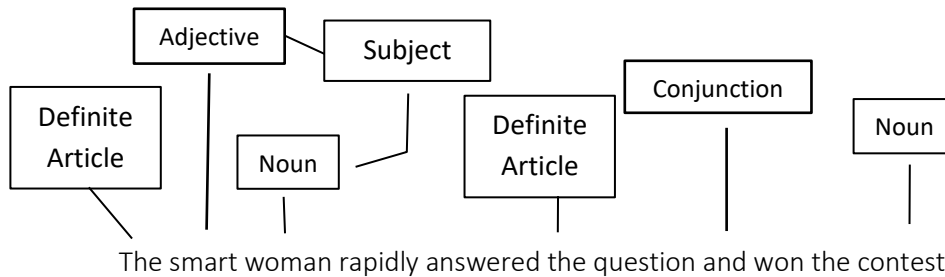 Adjective
Subject
Conjunction
Definite
Article
Definite
Article
Noun
Noun
The smart woman rapidly answered the question and won the contest